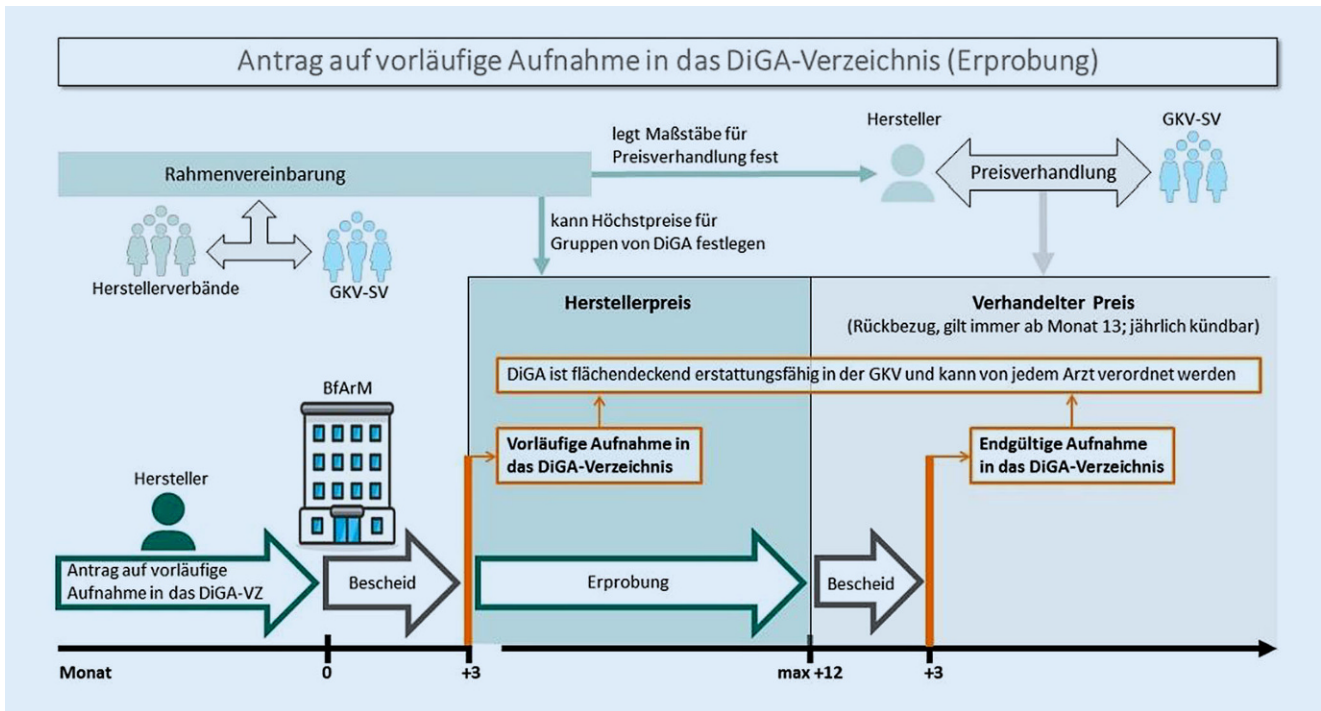 Antrag auf vorläufige Aufnahme in das DiGA-Verzeichnis (Erprobung)
legt Maßstäbe für
Preisverhandlung fest
Hersteller
GKV-SV
Rahmenvereinbarung
Preisverhandlung
kann Höchstpreise für
Gruppen von DiGA festlegen
Herstellerverbände
GKV-SV
Herstellerpreis
Verhandelter Preis
(Rückbezug, gilt immer ab Monat 13; jährlich kündbar)
DiGA ist flächendeckend erstattungsfähig in der GKV und kann von jedem Arzt verordnet werden
BfArM
Vorläufige Aufnahme in
das DiGA-Verzeichnis
Endgültige Aufnahme
in das DiGA-Verzeichnis
Hersteller
Antrag auf vorläufige
Aufnahme in das DiGA-VZ
Bescheid
Erprobung
Bescheid
Monat
0
+3
max +12
+3